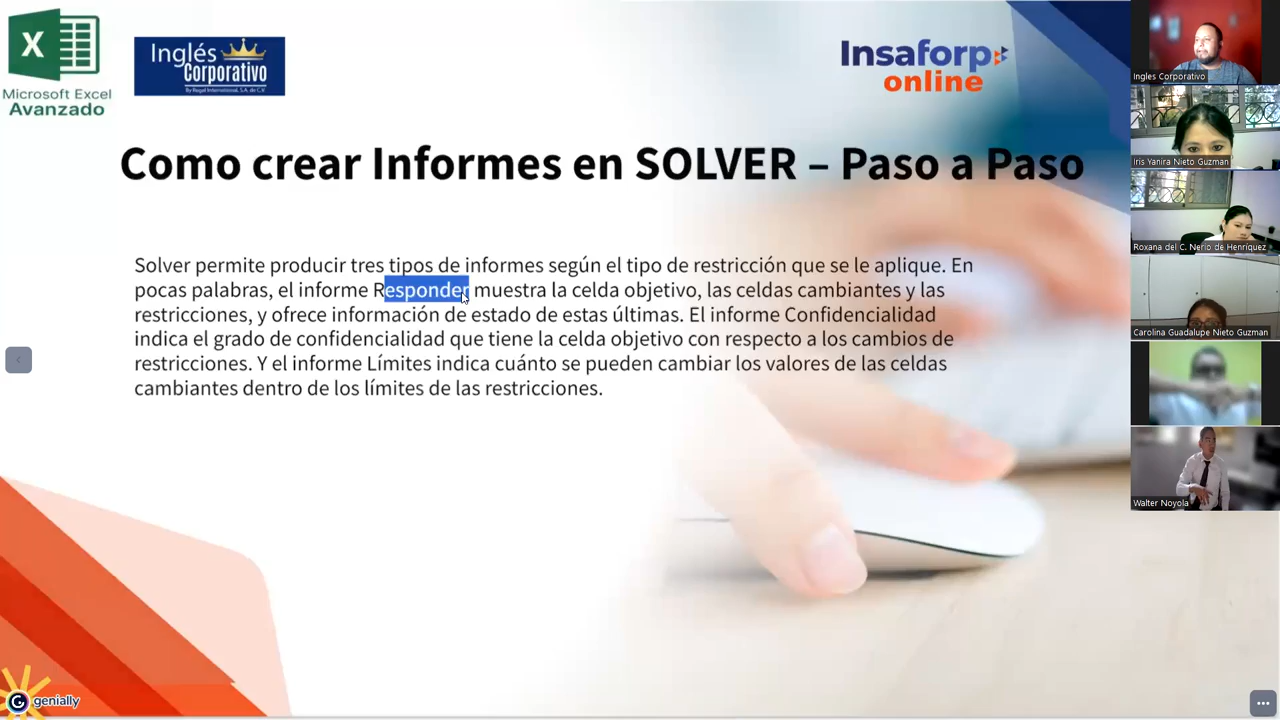 Microsoft Excel
Avanzado
Inglés
Corporativo
By Regal International, S.A. de C.V.
Insaforp
online
Como crear Informes en SOLVER – Paso a Paso
Solver permite producir tres tipos de informes según el tipo de restricción que se le aplique. En
pocas palabras, el informe Responder muestra la celda objetivo, las celdas cambiantes y las
restricciones, y ofrece información de estado de estas últimas. El informe Confidencialidad
indica el grado de confidencialidad que tiene la celda objetivo con respecto a los cambios de
restricciones. Y el informe Límites indica cuánto se pueden cambiar los valores de las celdas
cambiantes dentro de los límites de las restricciones.
genially
Ingles Corporativo
Iris Yanira Nieto Guzman
Roxana del C. Nerio de Henríquez
Carolina Guadalupe Nieto Guzman
Walter Noyola